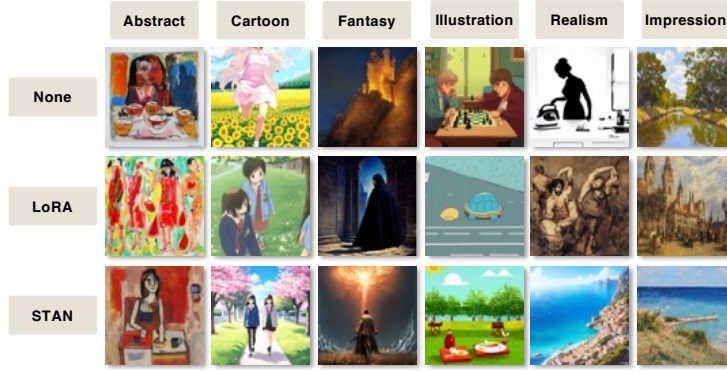 Abstract
Cartoon
Fantasy
Illustration
Realism
Impression
None
LoRA
STAN